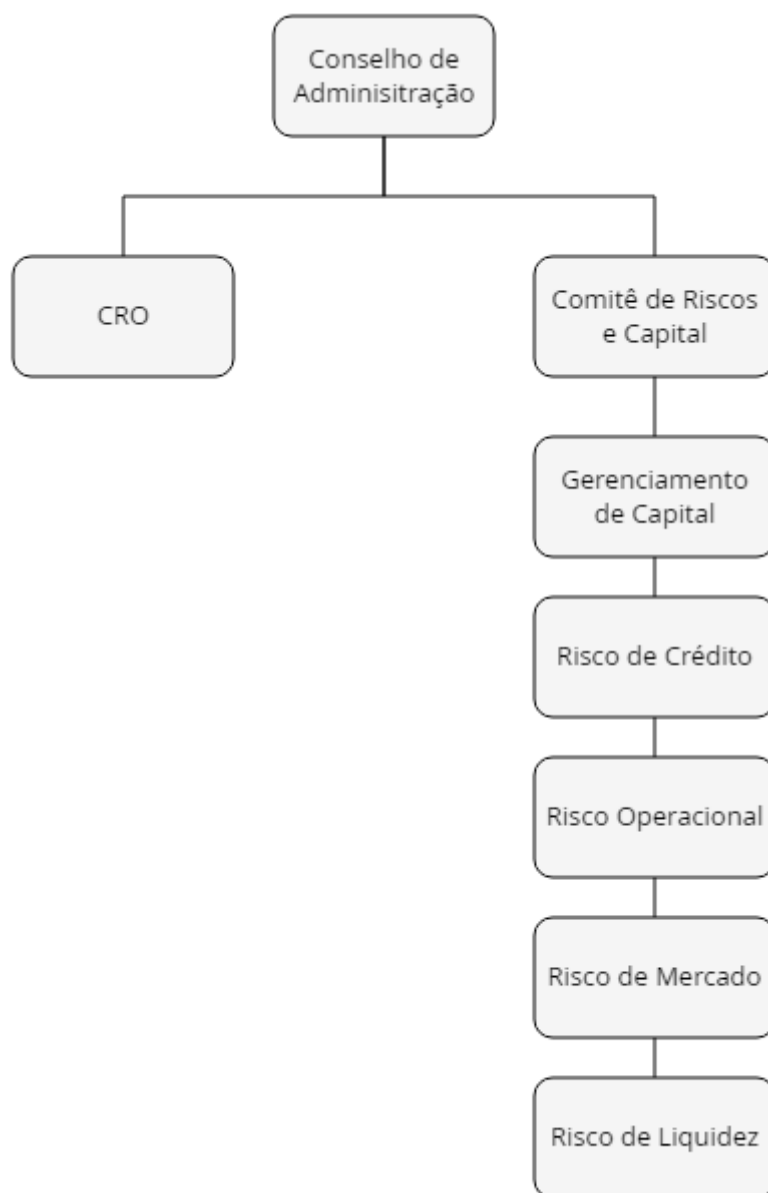 Conselho de
Adminisitração
CRO
Comitê de Riscos
e Capital
Gerenciamento
de Capital
Risco de Crédito
Risco Operacional
Risco de Mercado
Risco de Liquidez